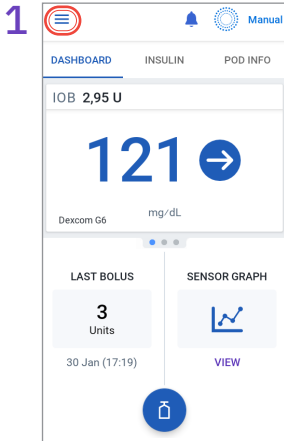 1
Manual
DASHBOARD INSULIN POD INFO
IOB 2,95 U
121
mg/dL
Dexcom G6
LAST BOLUS
3
Units
30 Jan (17:19)
SENSOR GRAPH
VIEW